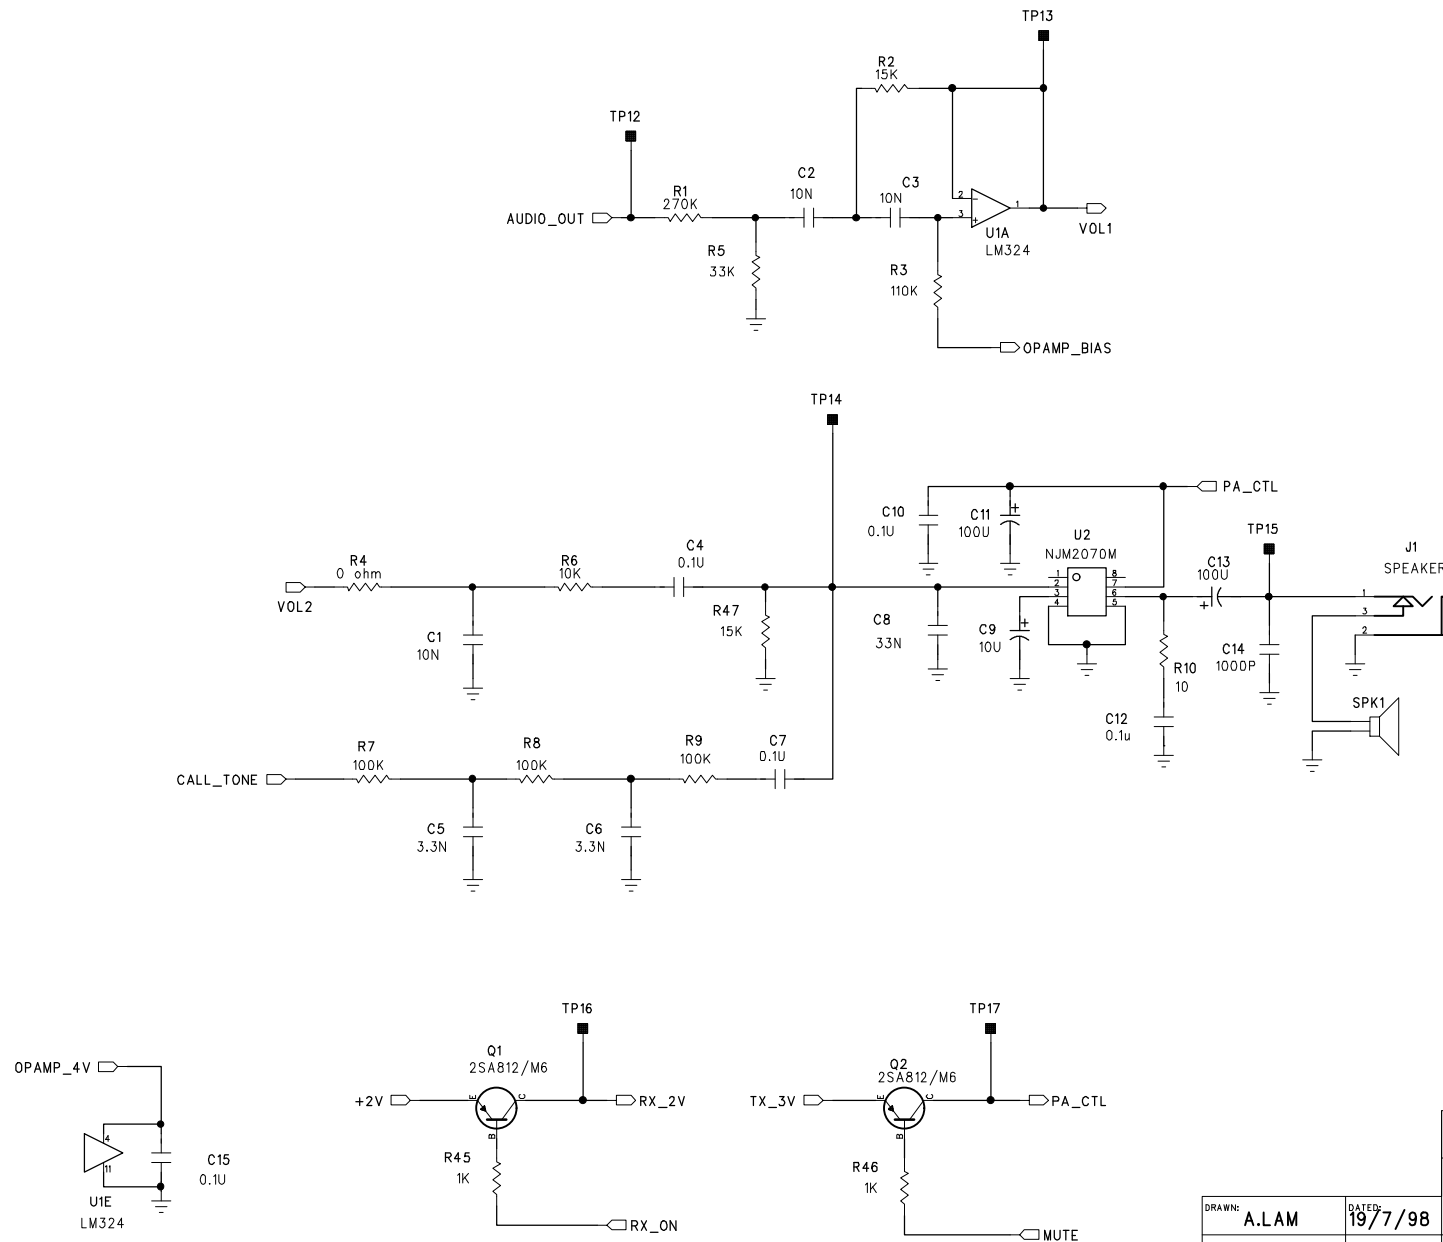 TP13
R2
15K
TP12
C2
10N
C3
10N
R1
270K
AUDIO_OUT
2
-
3
+
1
U1A
LM324
VOL1
R5
33K
R3
110K
OPAMP_BIAS
TP14
PA_CTL
C10
0.1U
C11
+
100U
U2
NJM2070M
TP15
J1
SPEAKER
R4
0 ohm
R6
10K
C4
0.1U
C13
100U
+
1
2
3
4
8
7
6
5
1
3
2
VOL2
R47
15K
C8
33N
C9
+
10U
C1
10N
C14
1000P
R10
10
SPK1
C12
0.1u
R7
100K
R8
100K
R9
100K
C7
0.1U
CALL_TONE
C5
3.3N
C6
3.3N
TP16
TP17
OPAMP_4V
Q1
2SA812/M6
Q2
2SA812/M6
+2V
E
C
B
RX_2V
TX_3V
E
C
B
PA_CTL
4
11
C15
0.1U
U1E
LM324
R45
1K
RX_ON
R46
1K
MUTE
DRAWN:
A.LAM
DATED:
19/7/98